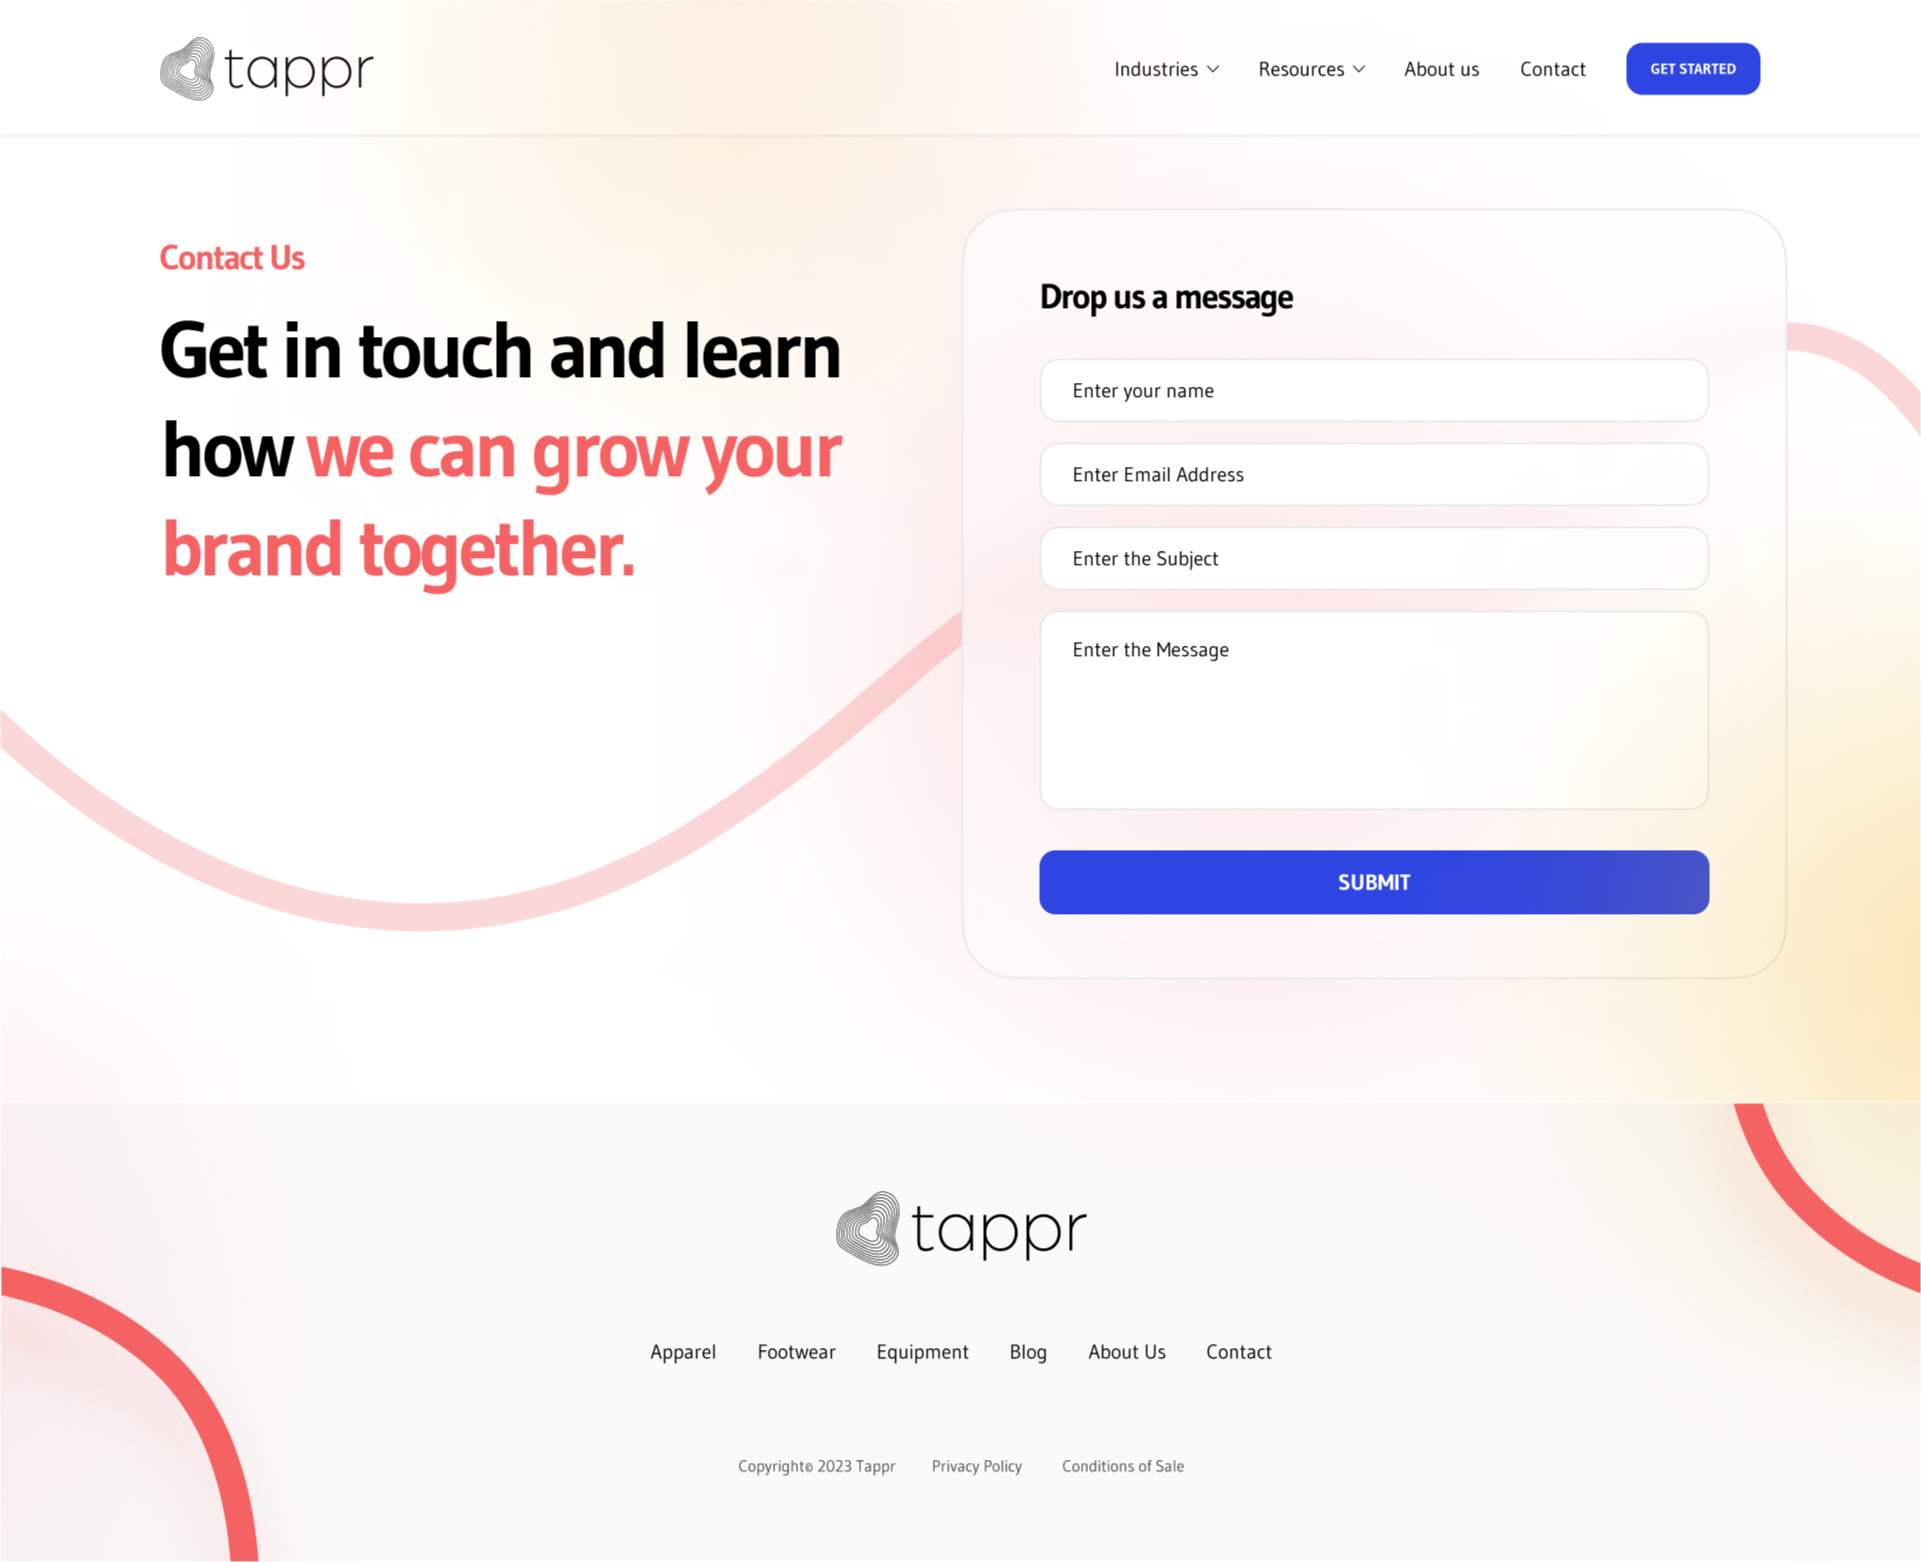 tappr
Industries
Resources
About us
Contact
GET STARTED
Contact Us
Get in touch and learn
how we can grow your
brand together.
Drop us a message
Enter your name
Enter Email Address
Enter the Subject
Enter the Message
SUBMIT
tappr
Apparel
Footwear
Equipment
Blog
About Us
Contact
Copyright© 2023 Tappr
Privacy Policy
Conditions of Sale